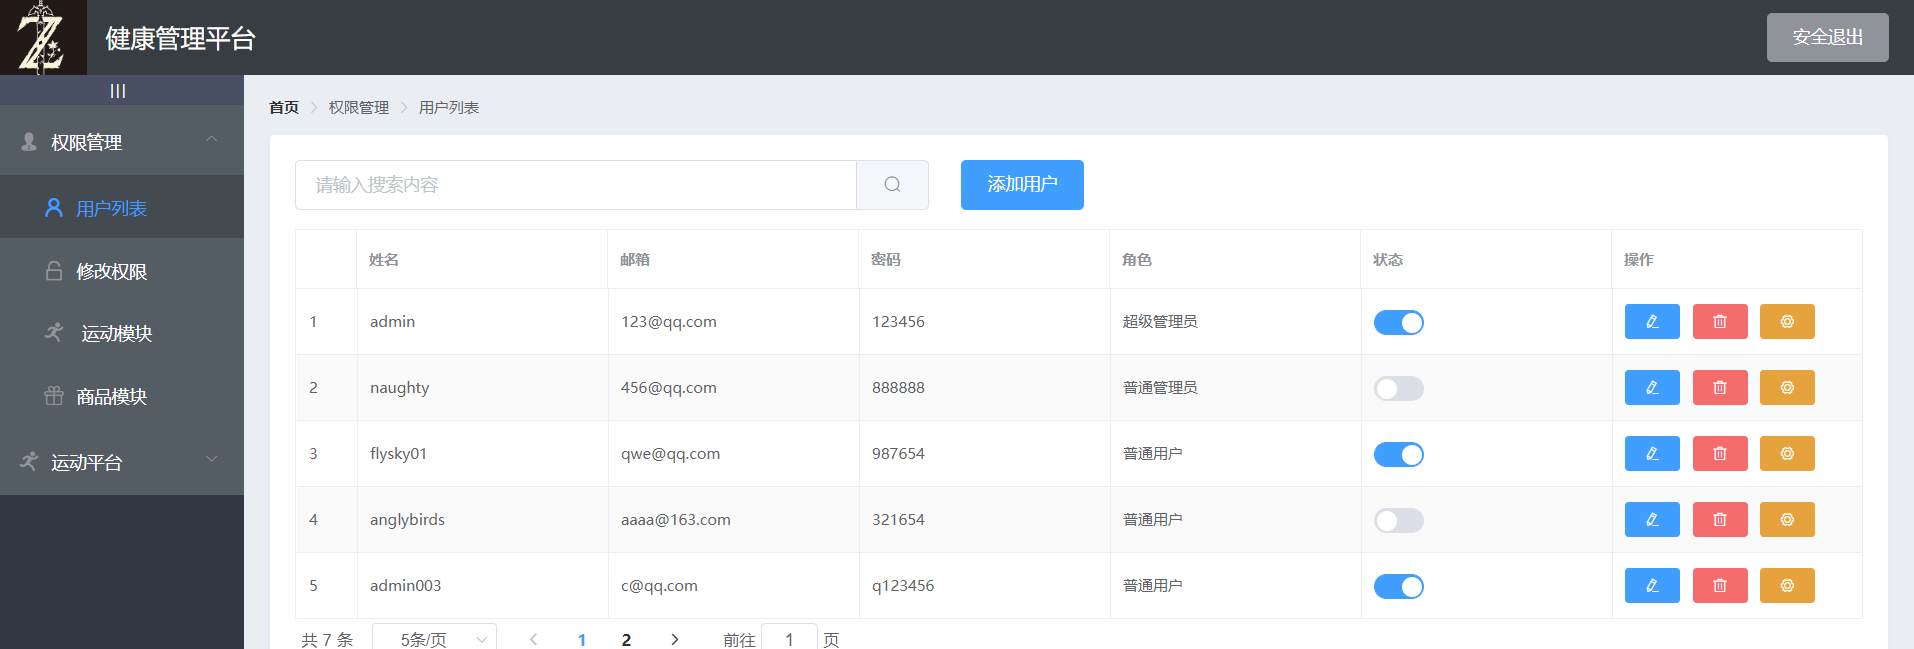 健康管理平台
安全退出
权限管理
用户列表
修改权限
运动模块
商品模块
运动平台
首页 权限管理 用户列表
请输入搜索内容
添加用户
姓名 邮箱 密码 角色 状态 操作
1 admin 123@qq.com 123456 超级管理员
2 naughty 456@qq.com 888888 普通管理员
3 flysky01 qwe@qq.com 987654 普通用户
4 anglybirds aaaa@163.com 321654 普通用户
5 admin003 c@qq.com q123456 普通用户
共 7 条 5条/页 1 2 前往 1 页